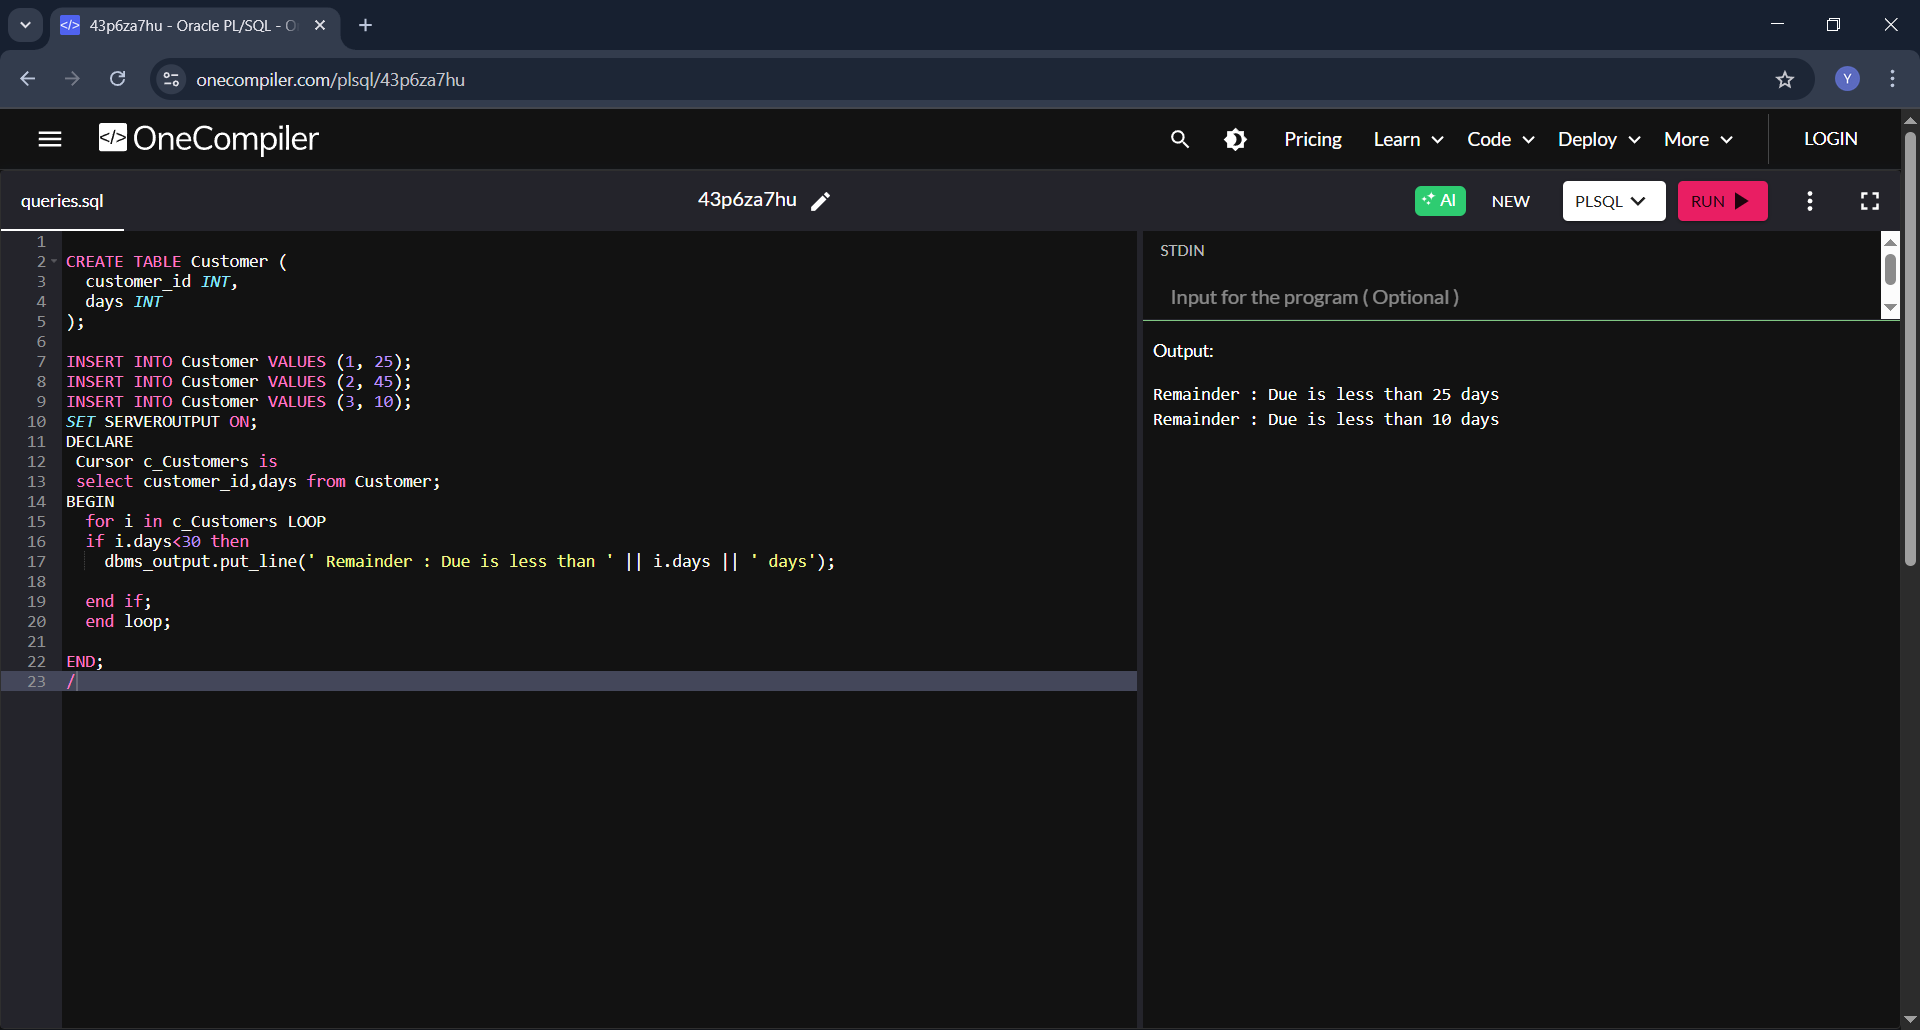 43p6za7hu - Oracle PL/SQL - O
onecompiler.com/plsql/43p6za7hu
Y
</> OneCompiler
Pricing Learn Code Deploy More LOGIN
queries.sql
43p6za7hu
AI NEW PLSQL RUN
1
2 CREATE TABLE Customer (
3 customer_id INT,
4 days INT
5 );
6
7 INSERT INTO Customer VALUES (1, 25);
8 INSERT INTO Customer VALUES (2, 45);
9 INSERT INTO Customer VALUES (3, 10);
10 SET SERVEROUTPUT ON;
11 DECLARE
12 Cursor c_Customers is
13 select customer_id,days from Customer;
14 BEGIN
15 for i in c_Customers LOOP
16 if i.days<30 then
17 dbms_output.put_line(' Remainder : Due is less than ' || i.days || ' days');
18
19 end if;
20 end loop;
21
22 END;
23 /
STDIN
Input for the program ( Optional )
Output:
Remainder : Due is less than 25 days
Remainder : Due is less than 10 days